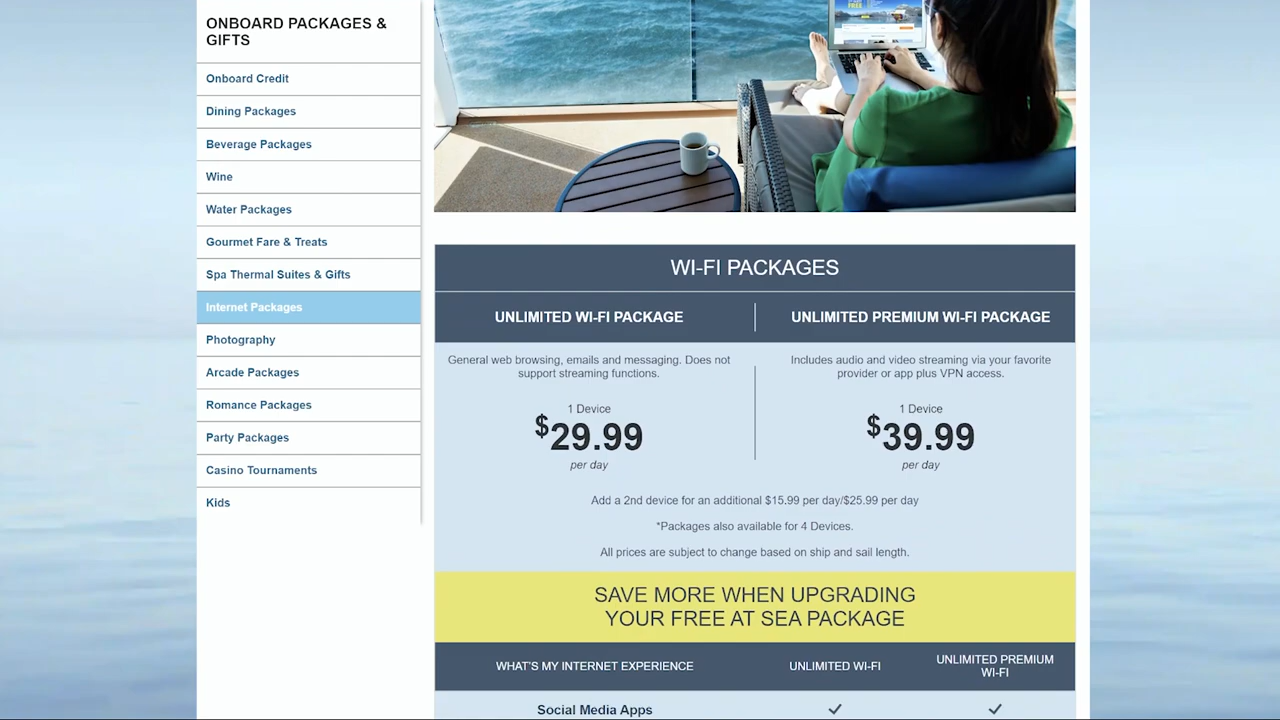 ONBOARD PACKAGES &
GIFTS
Onboard Credit
Dining Packages
Beverage Packages
Wine
Water Packages
Gourmet Fare & Treats
Spa Thermal Suites & Gifts
Internet Packages
Photography
Arcade Packages
Romance Packages
Party Packages
Casino Tournaments
Kids
FREE
WI-FI PACKAGES
UNLIMITED WI-FI PACKAGE
General web browsing, emails and messaging. Does not
support streaming functions.
1 Device
$29.99
per day
UNLIMITED PREMIUM WI-FI PACKAGE
Includes audio and video streaming via your favorite
provider or app plus VPN access.
1 Device
$39.99
per day
Add a 2nd device for an additional $15.99 per day/$25.99 per day
*Packages also available for 4 Devices.
All prices are subject to change based on ship and sail length.
SAVE MORE WHEN UPGRADING
YOUR FREE AT SEA PACKAGE
WHAT'S MY INTERNET EXPERIENCE
UNLIMITED WI-FI
UNLIMITED PREMIUM
WI-FI
Social Media Apps